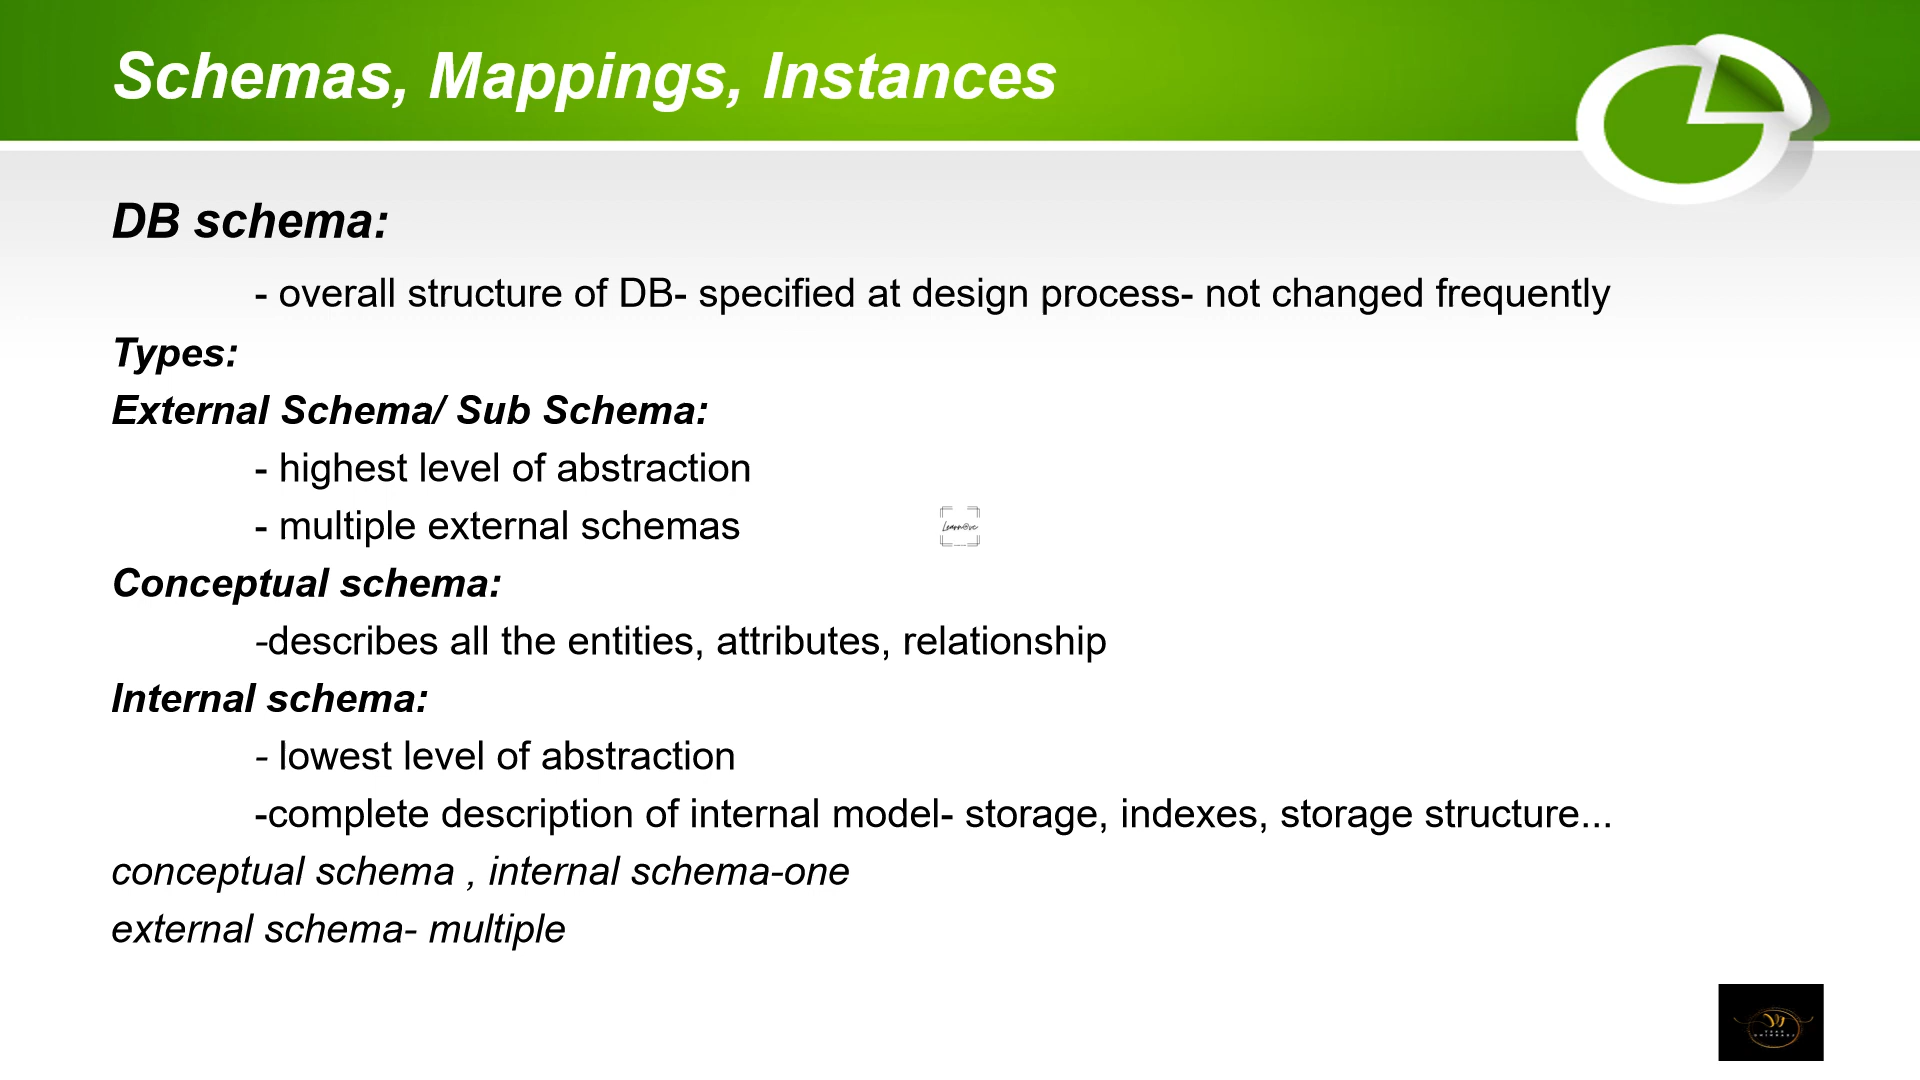 Schemas, Mappings, Instances
DB schema:
- overall structure of DB- specified at design process- not changed frequently
Types:
External Schema/ Sub Schema:
- highest level of abstraction
- multiple external schemas
Conceptual schema:
-describes all the entities, attributes, relationship
Internal schema:
- lowest level of abstraction
-complete description of internal model- storage, indexes, storage structure...
conceptual schema , internal schema-one
external schema- multiple